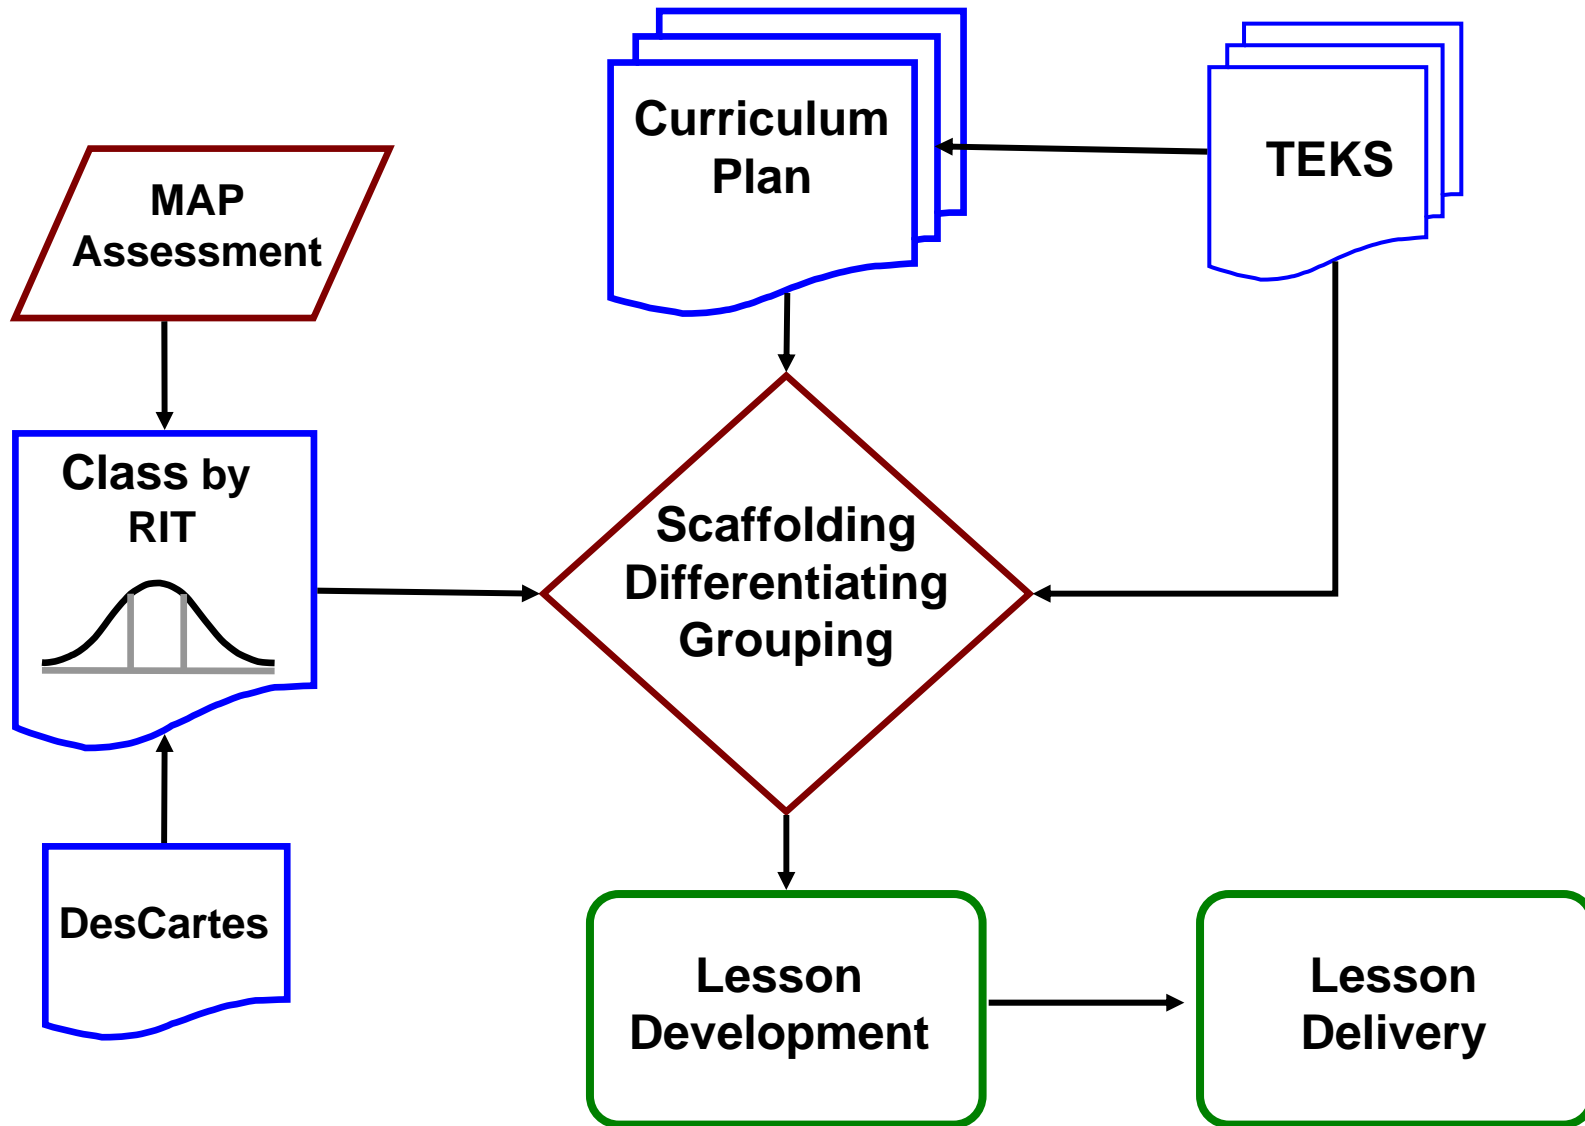 Curriculum
Plan
TEKS
MAP
Assessment
Class by
RIT
Scaffolding
Differentiating
Grouping
DesCartes
Lesson
Development
Lesson
Delivery